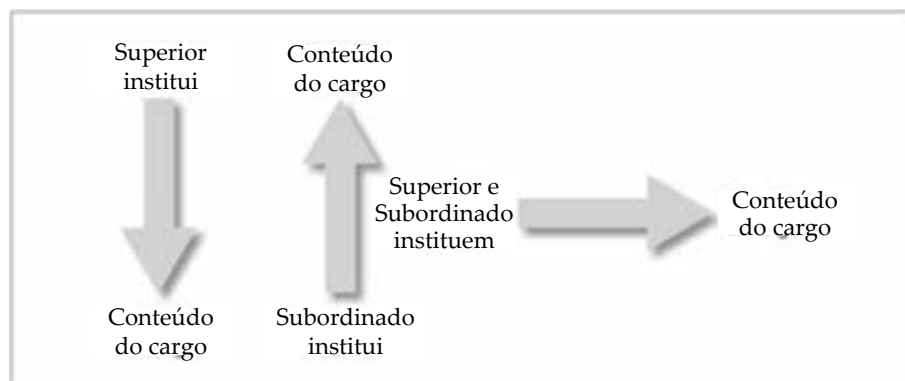 Superior
institui
Conteúdo
do cargo
Conteúdo
do cargo
Subordinado
institui
Superior e
Subordinado
instituem
Conteúdo
do cargo